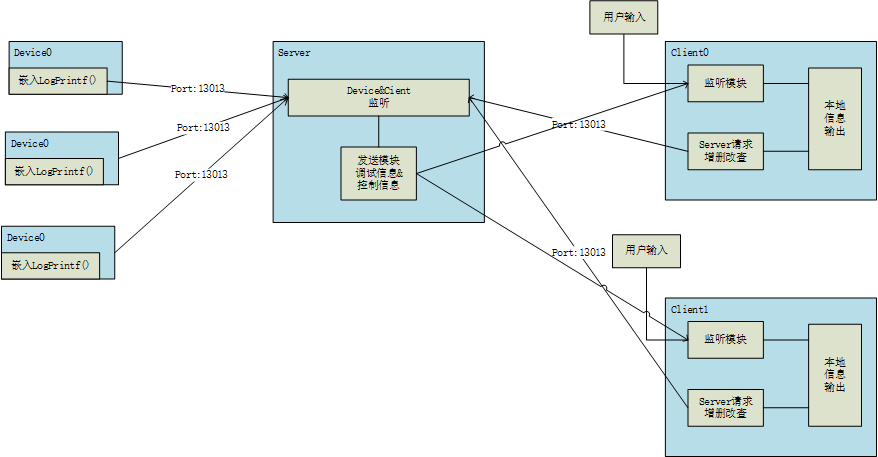 Device0
嵌入LogPrintf()
Device0
嵌入LogPrintf()
Device0
嵌入LogPrintf()
Port:13013
Port:13013
Port:13013
Server
Device&Cient
监听
发送模块
调试信息&
控制信息
Port:13013
Port:13013
用户输入
Client0
监听模块
Server请求
增删改查
本地
信息
输出
用户输入
Client1
监听模块
Server请求
增删改查
本地
信息
输出